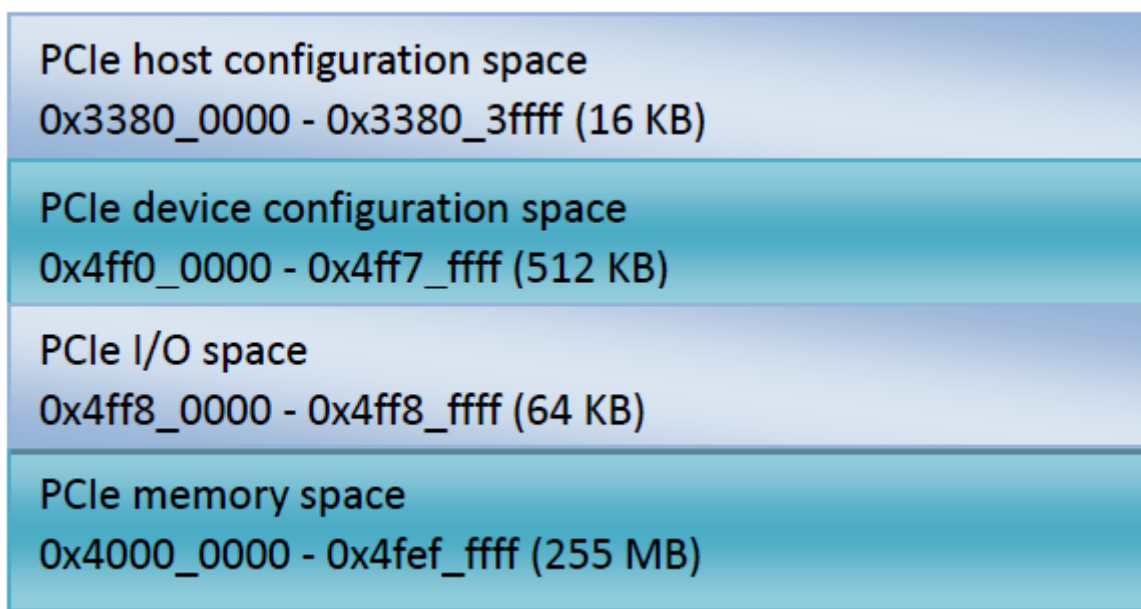 PCIe host configuration space
0x3380_0000 - 0x3380_3ffff (16 KB)
PCIe device configuration space
0x4ff0_0000 - 0x4ff7_ffff (512 KB)
PCIe I/O space
0x4ff8_0000 - 0x4ff8_ffff (64 KB)
PCIe memory space
0x4000_0000 - 0x4fef_ffff (255 MB)